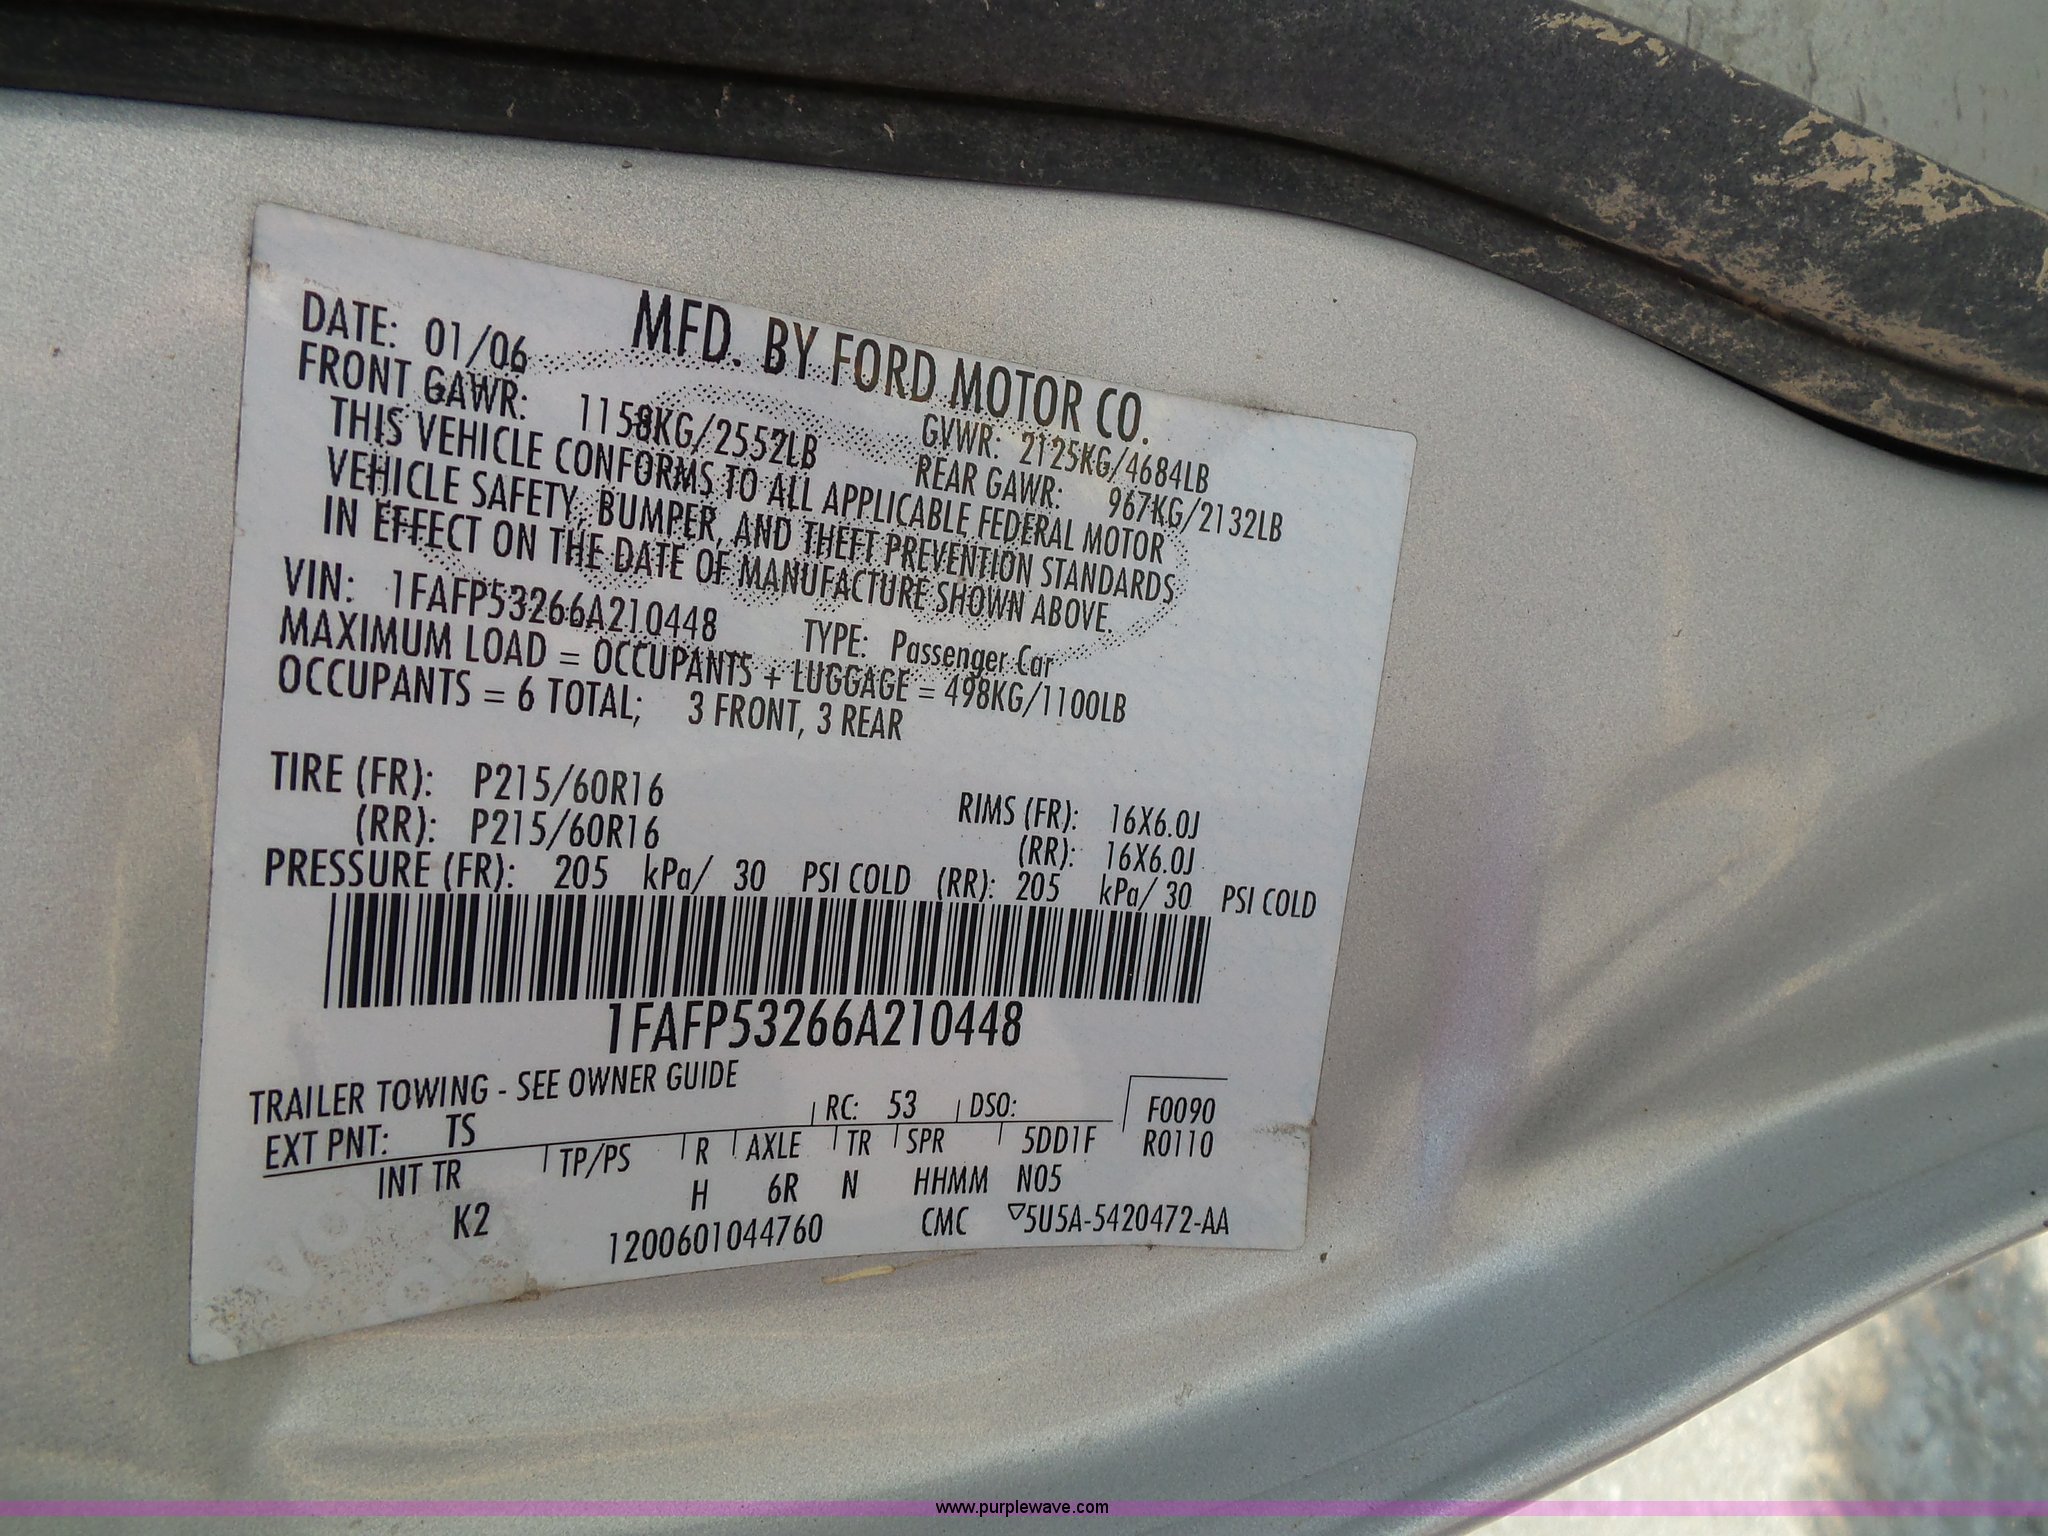 MFD. BY FORD MOTOR CO.
DATE: 01/06 GVWR: 2125KG/4684LB
FRONT GAWR: 1158KG/2552LB REAR GAWR: 967KG/2132LB
THIS VEHICLE CONFORMS TO ALL APPLICABLE FEDERAL MOTOR
VEHICLE SAFETY, BUMPER, AND THEFT PREVENTION STANDARDS
IN EFFECT ON THE DATE OF MANUFACTURE SHOWN ABOVE.
VIN: 1FAFP53266A210448 TYPE: Passenger Car
MAXIMUM LOAD = OCCUPANTS + LUGGAGE = 498KG/1100LB
OCCUPANTS = 6 TOTAL; 3 FRONT, 3 REAR
TIRE (FR): P215/60R16 RIMS (FR): 16X6.0J
(RR): P215/60R16 (RR): 16X6.0J
PRESSURE (FR): 205 kPa/ 30 PSI COLD (RR): 205 kPa/ 30 PSI COLD
1FAFP53266A210448
TRAILER TOWING - SEE OWNER GUIDE
EXT PNT: TS RC: 53 DSO: F0090
INT TR TP/PS R AXLE TR SPR 5DD1F R0110
K2 H 6R N HHMM N05
1200601044760 CMC ▽5U5A-5420472-AA
www.purplewave.com